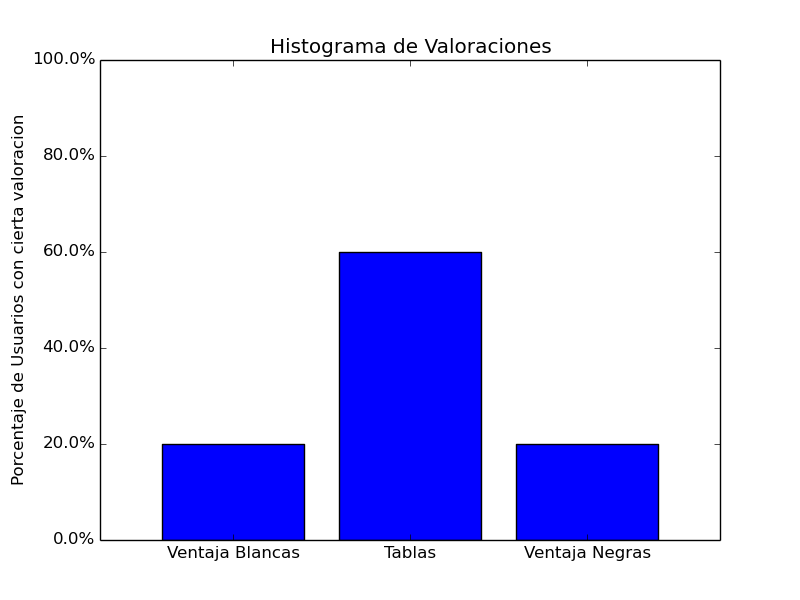 Histograma de Valoraciones
Porcentaje de Usuarios con cierta valoracion
100.0%
80.0%
60.0%
40.0%
20.0%
0.0%
Ventaja Blancas
Tablas
Ventaja Negras